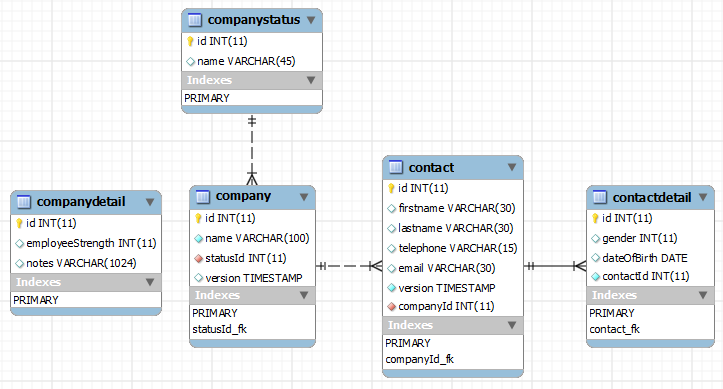 companystatus
id INT(11)
name VARCHAR(45)
Indexes
PRIMARY
companydetail
id INT(11)
employeeStrength INT(11)
notes VARCHAR(1024)
Indexes
PRIMARY
company
id INT(11)
name VARCHAR(100)
statusId INT(11)
version TIMESTAMP
Indexes
PRIMARY
statusId_fk
contact
id INT(11)
firstname VARCHAR(30)
lastname VARCHAR(30)
telephone VARCHAR(15)
email VARCHAR(30)
version TIMESTAMP
companyId INT(11)
Indexes
PRIMARY
companyId_fk
contactdetail
id INT(11)
gender INT(11)
dateOfBirth DATE
contactId INT(11)
Indexes
PRIMARY
contact_fk